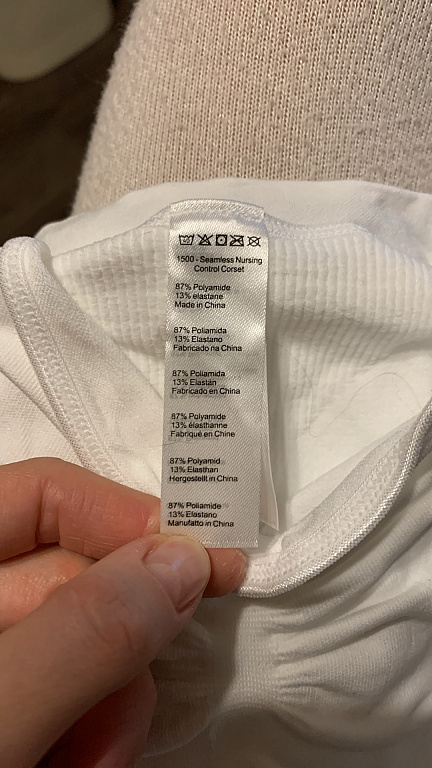 1500 - Seamless Nursing
Control Corset
87% Polyamide
13% elastane
Made in China
87% Poliamida
13% Elastano
Fabricado na China
87% Poliamida
13% Elastán
Fabricado en China
87% Polyamide
13% élasthanne
Fabriqué en Chine
87% Polyamid
13% Elasthan
Hergestellt in China
87% Poliamide
13% Elastano
Manufatto in China